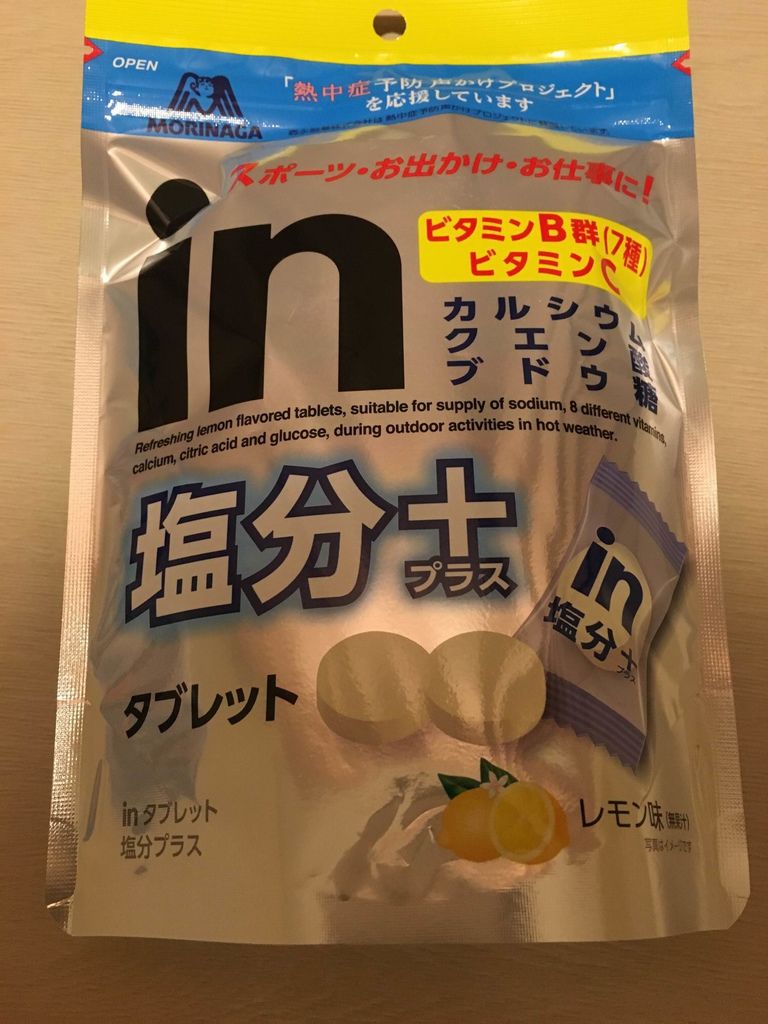 OPEN
MORINAGA
「熱中症予防声かけプロジェクト」
を応援しています
スポーツ・お出かけ・お仕事に!
in
ビタミンB群(7種)
ビタミンC
カルシウム
クエン酸
ブドウ糖
Refreshing lemon flavored tablets, suitable for supply of sodium, 8 different vitamins,
calcium, citric acid and glucose, during outdoor activities in hot weather.
塩分+
プラス
in
塩分+
プラス
タブレット
in タブレット
塩分プラス
レモン味(無果汁)
写真はイメージです